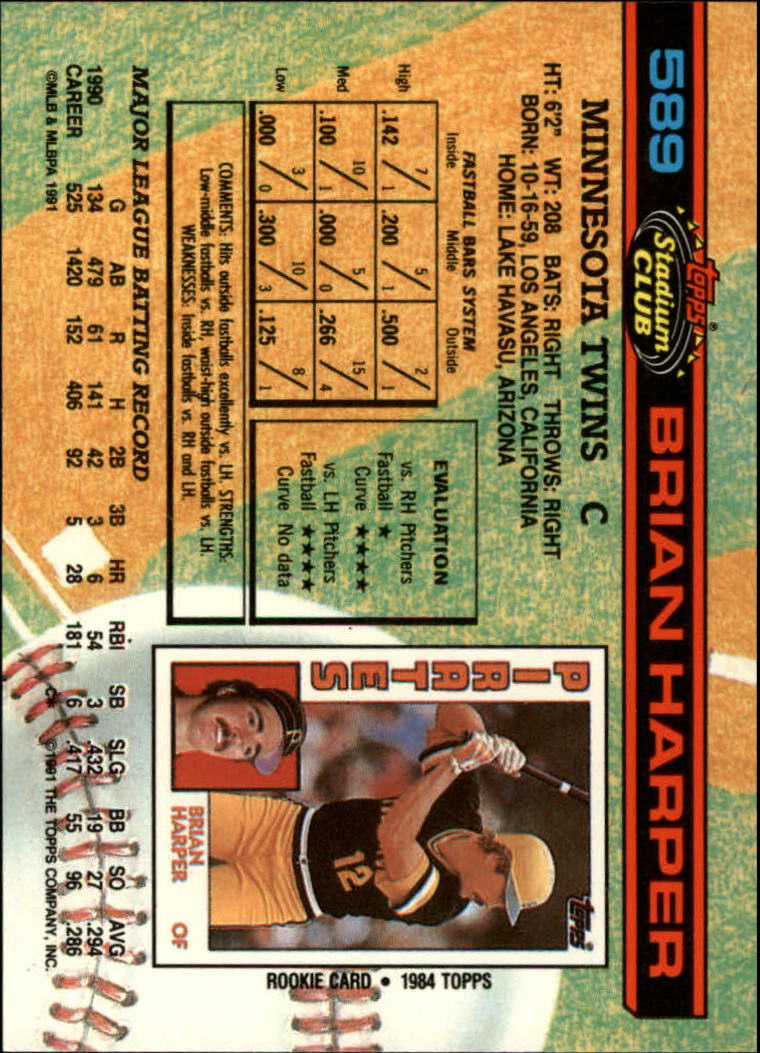 589
topps®
Stadium
CLUB
BRIAN HARPER
MINNESOTA TWINS C
HT: 6'2" WT: 208 BATS: RIGHT THROWS: RIGHT
BORN: 10-16-59, LOS ANGELES, CALIFORNIA
HOME: LAKE HAVASU, ARIZONA
FASTBALL BARS SYSTEM
Inside Middle Outside
High .142 7/1 .200 5/1 .500 2/1
Med .100 10/1 .000 5/0 .266 15/4
Low .000 3/0 .300 10/3 .125 8/1
EVALUATION
vs. RH Pitchers
Fastball ★
Curve ★★★★
vs. LH Pitchers
Fastball ★★★★
Curve No data
COMMENTS: Hits outside fastballs excellently vs. LH. STRENGTHS:
Low-middle fastballs vs. RH, waist-high outside fastballs vs. LH.
WEAKNESSES: Inside fastballs vs. RH and LH.
PIRATES
topps
12
P
BRIAN
HARPER OF
ROOKIE CARD • 1984 TOPPS
MAJOR LEAGUE BATTING RECORD
G AB R H 2B 3B HR RBI SB SLG BB SO AVG
1990 134 479 61 141 42 3 6 54 3 .432 19 27 .294
CAREER 525 1420 152 406 92 5 28 181 6 .417 55 96 .286
©MLB & MLBPA 1991 C* ©1991 THE TOPPS COMPANY, INC.